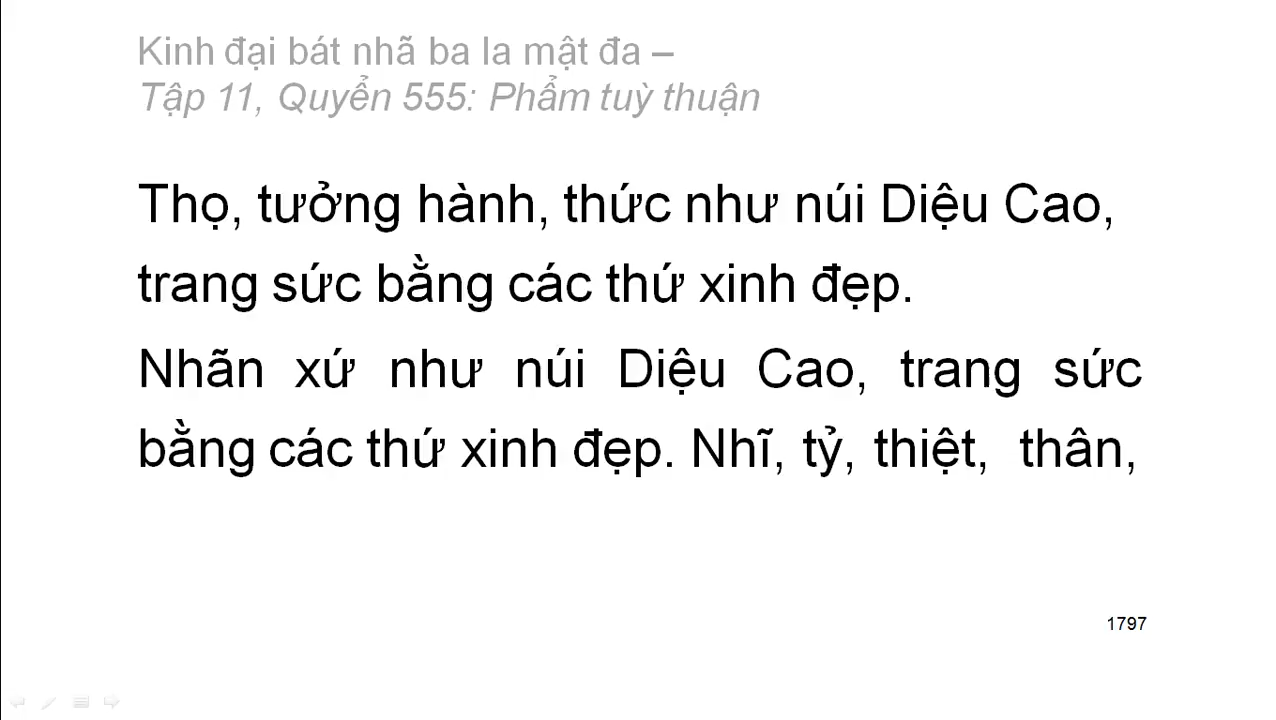 Kinh đại bát nhã ba la mật đa –
Tập 11, Quyển 555: Phẩm tuỳ thuận
Thọ, tưởng hành, thức như núi Diệu Cao,
trang sức bằng các thứ xinh đẹp.
Nhãn xứ như núi Diệu Cao, trang sức
bằng các thứ xinh đẹp. Nhĩ, tỷ, thiệt, thân,
1797